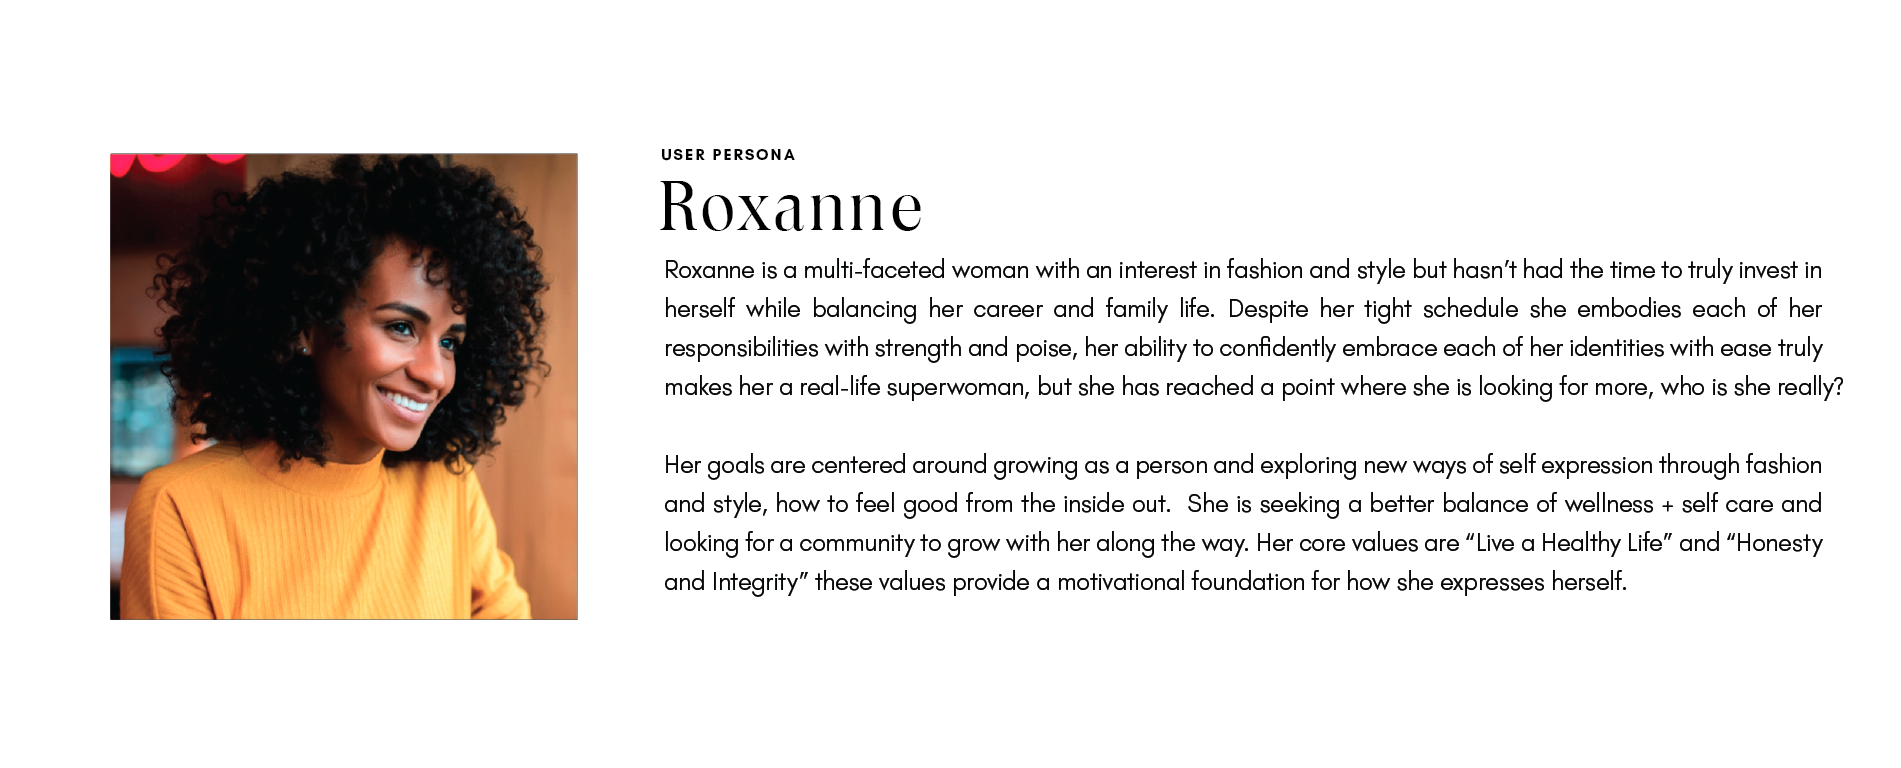 USER PERSONA
Roxanne
Roxanne is a multi-faceted woman with an interest in fashion and style but hasn’t had the time to truly invest in
herself while balancing her career and family life. Despite her tight schedule she embodies each of her
responsibilities with strength and poise, her ability to confidently embrace each of her identities with ease truly
makes her a real-life superwoman, but she has reached a point where she is looking for more, who is she really?
Her goals are centered around growing as a person and exploring new ways of self expression through fashion
and style, how to feel good from the inside out.  She is seeking a better balance of wellness + self care and
looking for a community to grow with her along the way. Her core values are “Live a Healthy Life” and “Honesty
and Integrity” these values provide a motivational foundation for how she expresses herself.